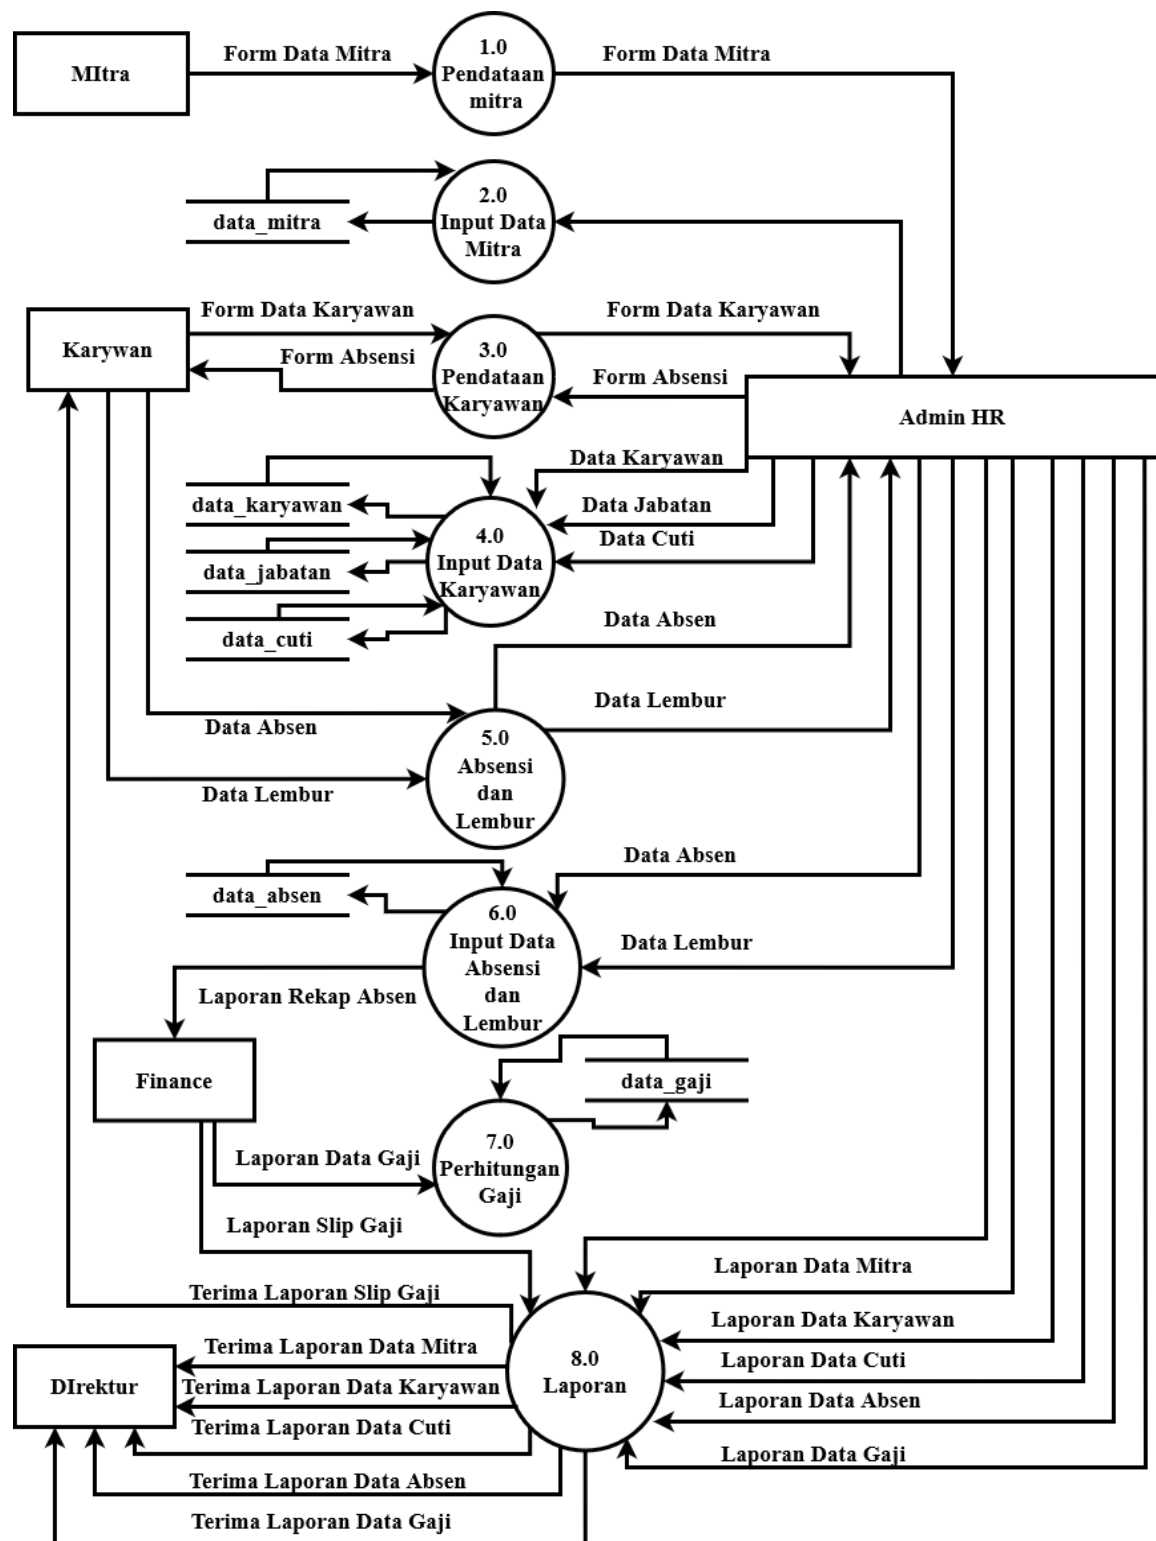 Form Data Mitra
Form Data Mitra
MItra
1.0
Pendataan
mitra
data_mitra
2.0
Input Data
Mitra
Form Data Karyawan
Form Data Karyawan
Karywan
Form Absensi
3.0
Pendataan
Karyawan
Form Absensi
Admin HR
Data Karyawan
data_karyawan
Data Jabatan
4.0
Input Data
Karyawan
Data Cuti
data_jabatan
data_cuti
Data Absen
Data Lembur
Data Absen
5.0
Absensi
dan
Lembur
Data Lembur
Data Absen
data_absen
6.0
Input Data
Absensi
dan
Lembur
Data Lembur
Laporan Rekap Absen
Finance
data_gaji
7.0
Perhitungan
Gaji
Laporan Data Gaji
Laporan Slip Gaji
Laporan Data Mitra
Terima Laporan Slip Gaji
Laporan Data Karyawan
Terima Laporan Data Mitra
8.0
Laporan
Laporan Data Cuti
DIrektur
Terima Laporan Data Karyawan
Laporan Data Absen
Terima Laporan Data Cuti
Laporan Data Gaji
Terima Laporan Data Absen
Terima Laporan Data Gaji